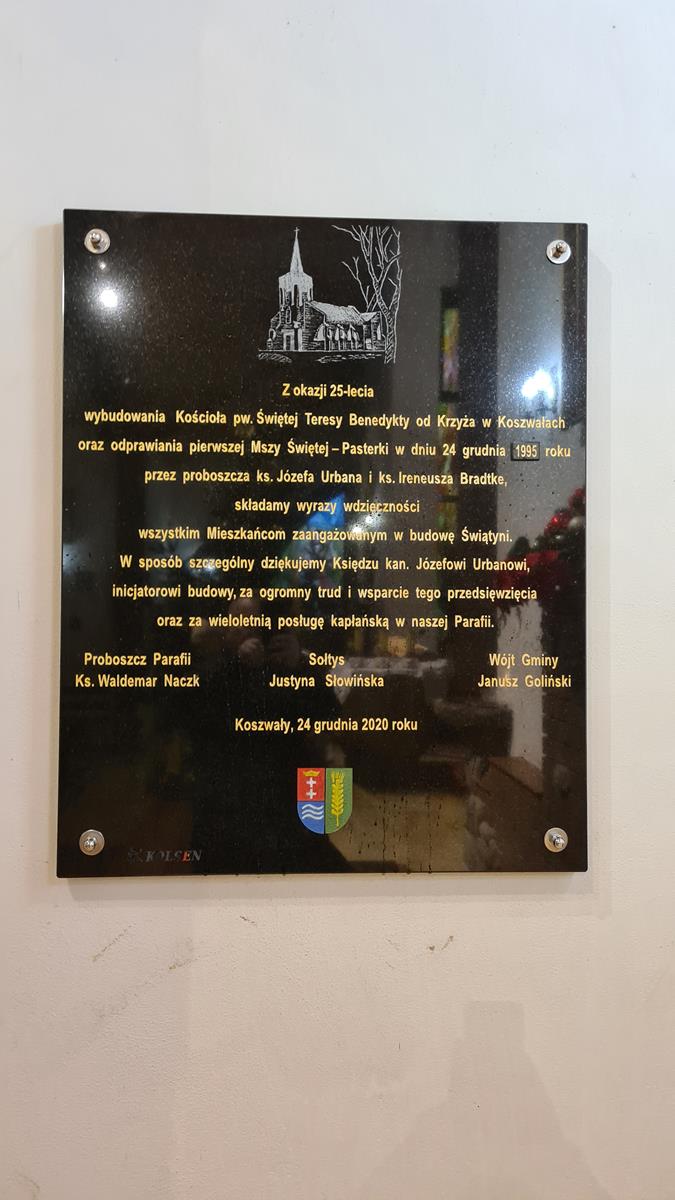 Z okazji 25-lecia
wybudowania Kościoła pw. Świętej Teresy Benedykty od Krzyża w Koszwałach
oraz odprawiania pierwszej Mszy Świętej – Pasterki w dniu 24 grudnia 1995 roku
przez proboszcza ks. Józefa Urbana i ks. Ireneusza Bradtke,
składamy wyrazy wdzięczności
wszystkim Mieszkańcom zaangażowanym w budowę Świątyni.
W sposób szczególny dziękujemy Księdzu kan. Józefowi Urbanowi,
inicjatorowi budowy, za ogromny trud i wsparcie tego przedsięwzięcia
oraz za wieloletnią posługę kapłańską w naszej Parafii.
Proboszcz Parafii Sołtys Wójt Gminy
Ks. Waldemar Naczk Justyna Słowińska Janusz Goliński
Koszwały, 24 grudnia 2020 roku
KOLSEN